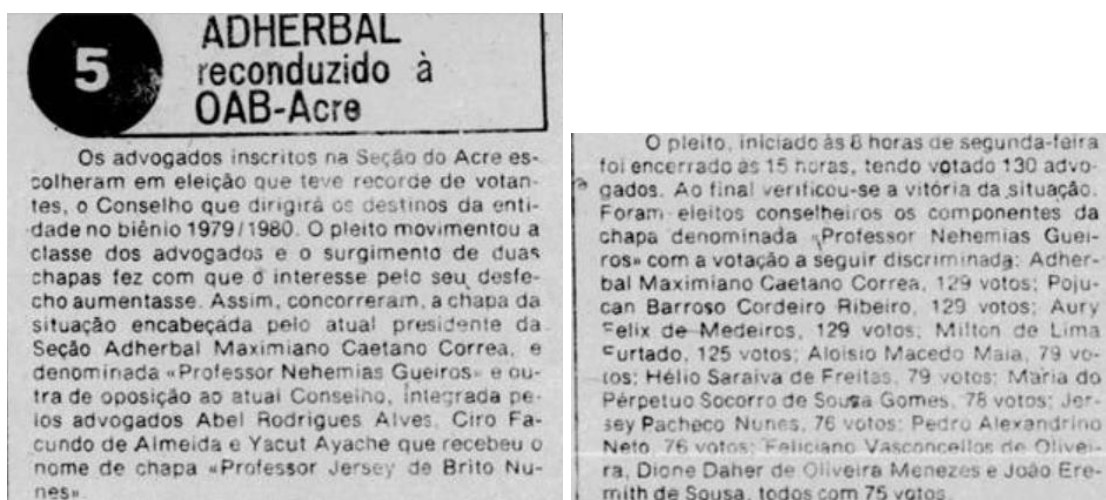 5
ADHERBAL
reconduzido à
OAB-Acre
Os advogados inscritos na Seção do Acre es-
colheram em eleição que teve recorde de votan-
tes, o Conselho que dirigirá os destinos da enti-
dade no biênio 1979/1980. O pleito movimentou a
classe dos advogados e o surgimento de duas
chapas fez com que o interesse pelo seu desfe-
cho aumentasse. Assim, concorreram, a chapa da
situação encabeçada pelo atual presidente da
Seção Adherbal Maximiano Caetano Correa, e
denominada «Professor Nehemias Gueiros» e ou-
tra de oposição ao atual Conselho, integrada pe-
los advogados Abel Rodrigues Alves, Ciro Fa-
cundo de Almeida e Yacut Ayache que recebeu o
nome de chapa «Professor Jersey de Brito Nu-
nes».
O pleito, iniciado às 8 horas de segunda-feira
foi encerrado às 15 horas, tendo votado 130 advo-
gados. Ao final verificou-se a vitória da situação.
Foram eleitos conselheiros os componentes da
chapa denominada «Professor Nehemias Guei-
ros» com a votação a seguir discriminada: Adher-
bal Maximiano Caetano Correa, 129 votos; Poju-
can Barroso Cordeiro Ribeiro, 129 votos; Aury
Felix de Medeiros, 129 votos; Milton de Lima
Furtado, 125 votos; Aloisio Macedo Maia, 79 vo-
tos; Hélio Saraiva de Freitas, 79 votos; Maria do
Pérpetuo Socorro de Sousa Gomes, 78 votos; Jer-
sey Pacheco Nunes, 76 votos; Pedro Alexandrino
Neto, 76 votos; Feliciano Vasconcellos de Olivei-
ra, Dione Daher de Oliveira Menezes e João Ere-
mith de Sousa, todos com 75 votos